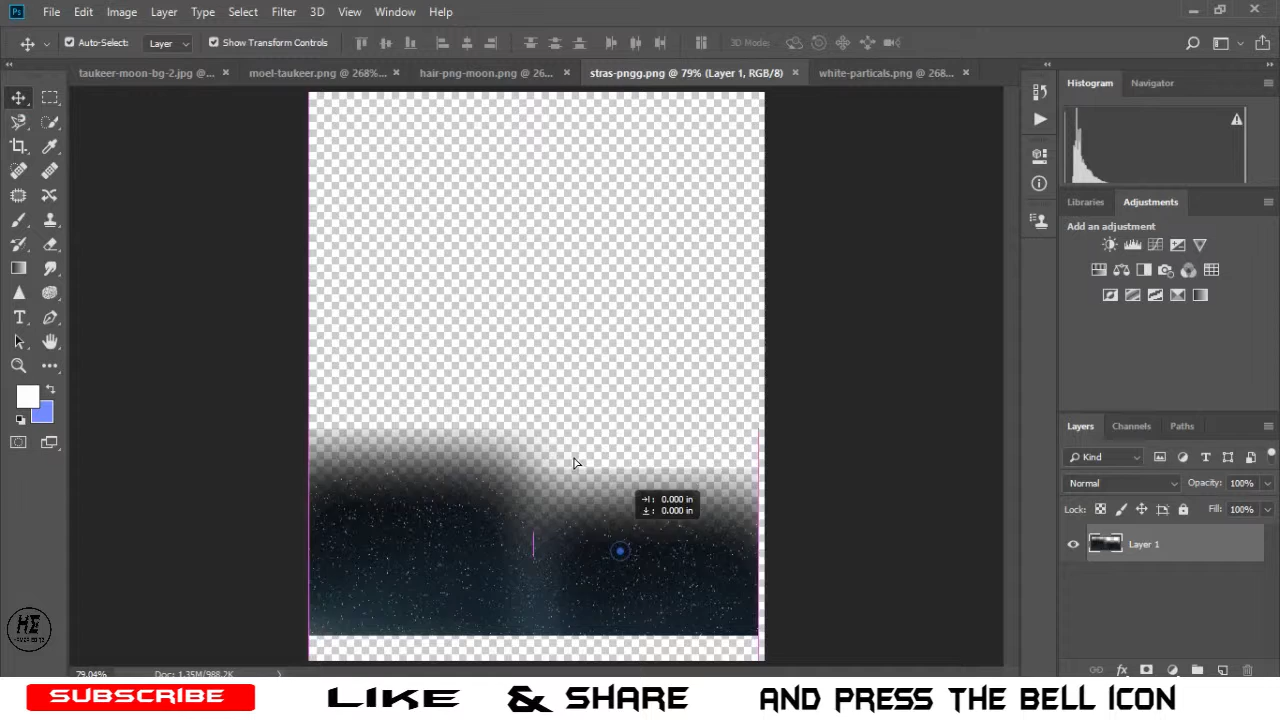 Ps File Edit Image Layer Type Select Filter 3D View Window Help
Auto-Select: Layer Show Transform Controls 3D Mode:
taukeer-moon-bg-2.jpg @... × moel-taukeer.png @ 268%... × hair-png-moon.png @ 26... × stras-pngg.png @ 79% (Layer 1, RGB/8) × white-particals.png @ 268... ×
Histogram Navigator
Libraries Adjustments
Add an adjustment
Layers Channels Paths
Kind
Normal Opacity: 100%
Lock: Fill: 100%
Layer 1
0.000 in
0.000 in
HE
79.04% Doc: 1.35M/988.2K
SUBSCRIBE LIKE & SHARE AND PRESS THE BELL ICON